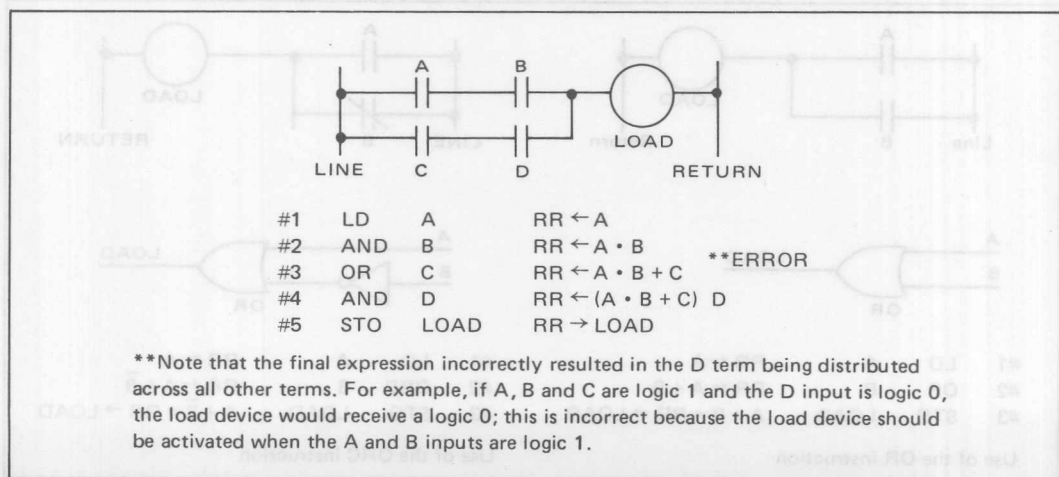 A B
LOAD
C D
LINE RETURN
#1 LD A RR ← A
#2 AND B RR ← A • B
**ERROR
#3 OR C RR ← A • B + C
#4 AND D RR ← (A • B + C) D
#5 STO LOAD RR → LOAD
**Note that the final expression incorrectly resulted in the D term being distributed
across all other terms. For example, if A, B and C are logic 1 and the D input is logic 0,
the load device would receive a logic 0; this is incorrect because the load device should
be activated when the A and B inputs are logic 1.